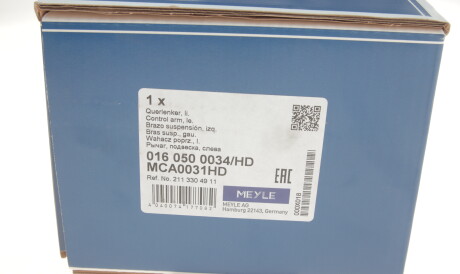 1 x
Querlenker, li.
Control arm, le.
Brazo suspensión, izq.
Bras susp., gau.
Wahacz poprz., l.
Рычаг, подвеска, слева
016 050 0034/HD
MCA0031HD
Ref. No. 211 330 49 11
EAC
MEYLE
MEYLE AG
Hamburg 22143, Germany